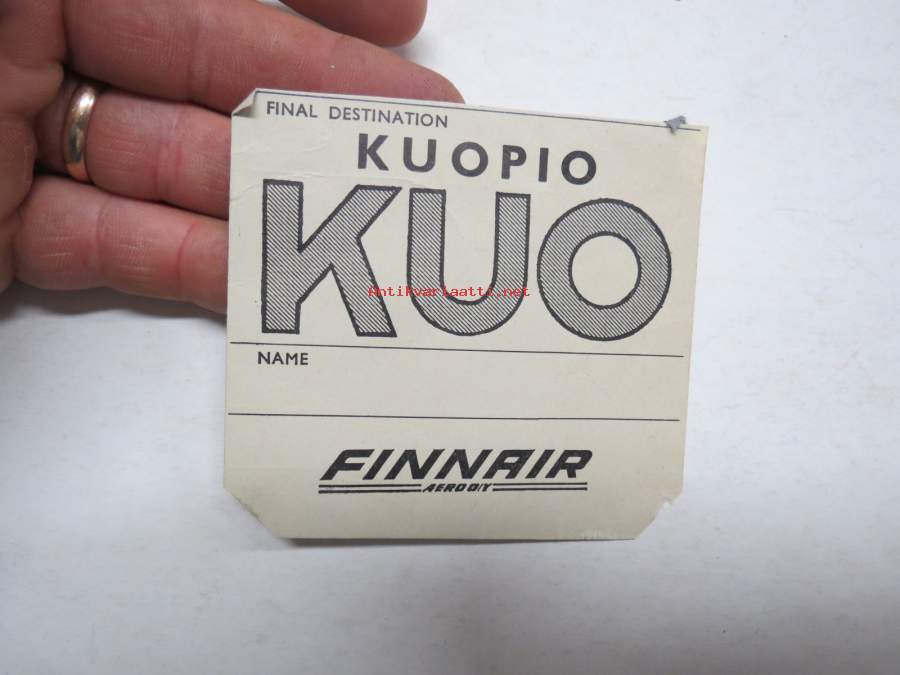 FINAL DESTINATION
KUOPIO
KUO
Antikvariaatti.net
NAME
FINNAIR
AERO O/Y